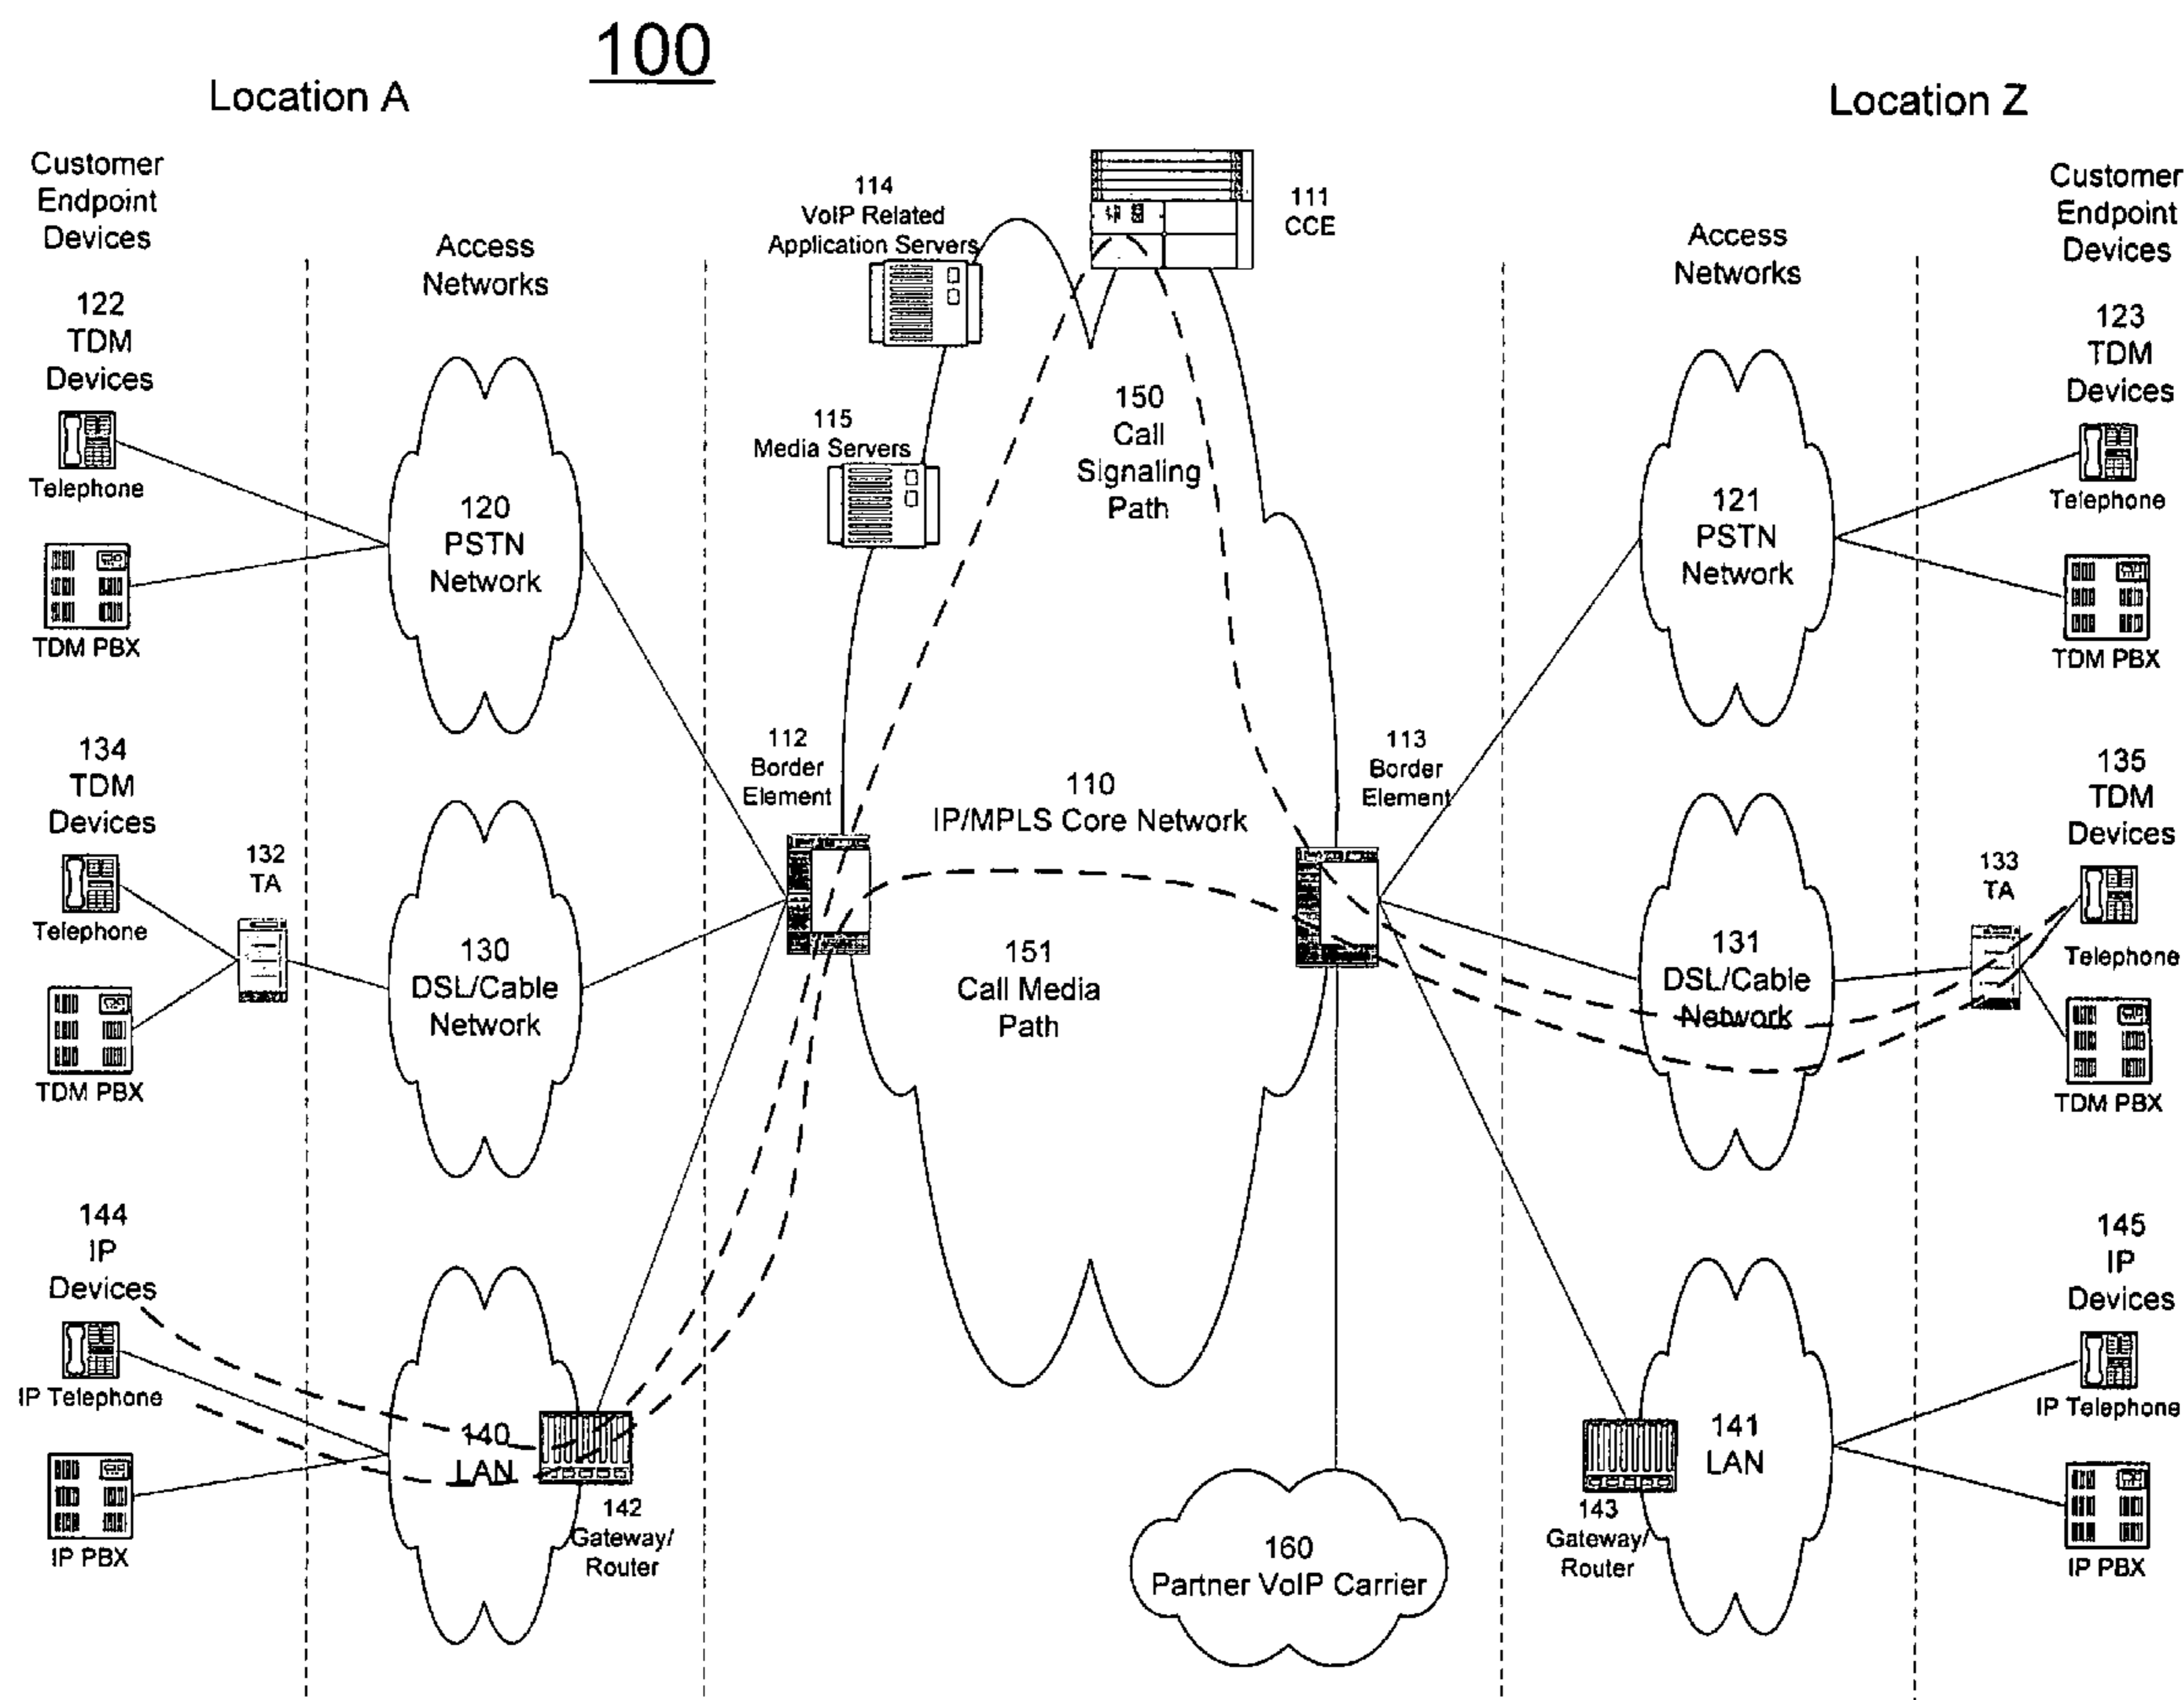 100
Location A
Location Z
Customer
Endpoint
Devices
Access
Networks
122
TDM
Devices
Telephone
TDM PBX
120
PSTN
Network
134
TDM
Devices
132
TA
Telephone
TDM PBX
130
DSL/Cable
Network
144
IP
Devices
IP Telephone
IP PBX
140
LAN
142
Gateway/
Router
114
VoIP Related
Application Servers
111
CCE
115
Media Servers
150
Call
Signaling
Path
112
Border
Element
110
IP/MPLS Core Network
113
Border
Element
151
Call Media
Path
160
Partner VoIP Carrier
Access
Networks
Customer
Endpoint
Devices
121
PSTN
Network
123
TDM
Devices
Telephone
TDM PBX
131
DSL/Cable
Network
133
TA
135
TDM
Devices
Telephone
TDM PBX
141
LAN
143
Gateway/
Router
145
IP
Devices
IP Telephone
IP PBX